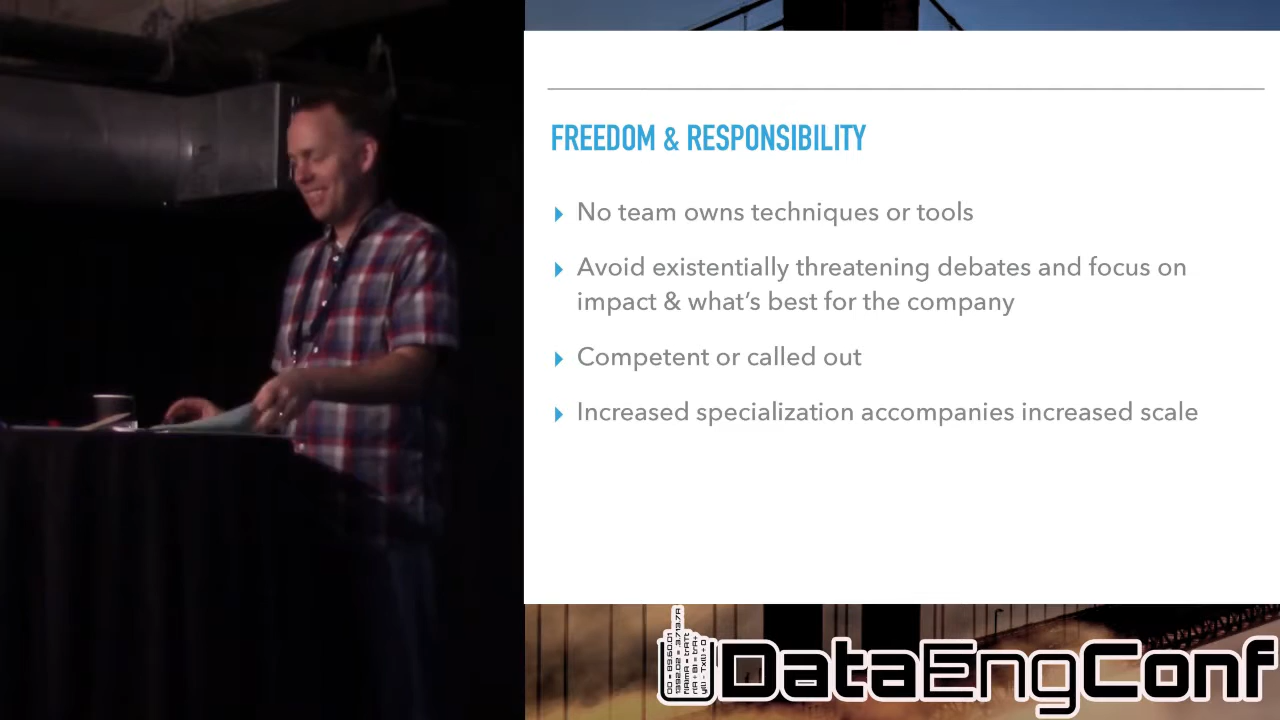 FREEDOM & RESPONSIBILITY
No team owns techniques or tools
Avoid existentially threatening debates and focus on
impact & what's best for the company
Competent or called out
Increased specialization accompanies increased scale
DataEngConf